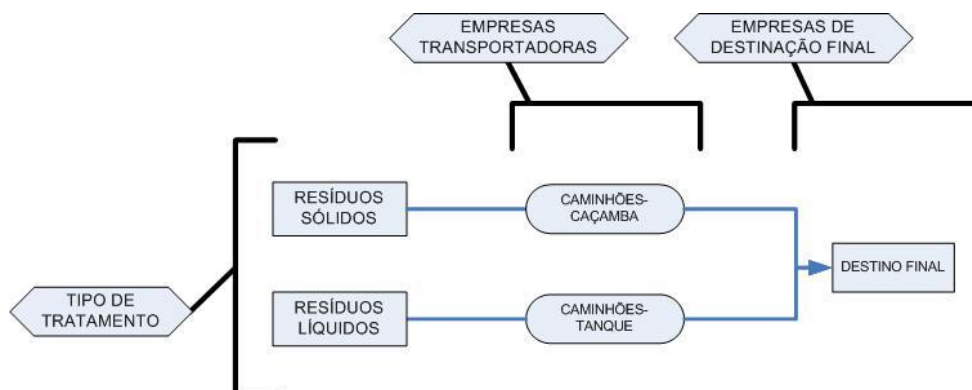 EMPRESAS
TRANSPORTADORAS
EMPRESAS DE
DESTINAÇÃO FINAL
RESÍDUOS
SÓLIDOS
CAMINHÕES-
CAÇAMBA
DESTINO FINAL
TIPO DE
TRATAMENTO
RESÍDUOS
LÍQUIDOS
CAMINHÕES-
TANQUE